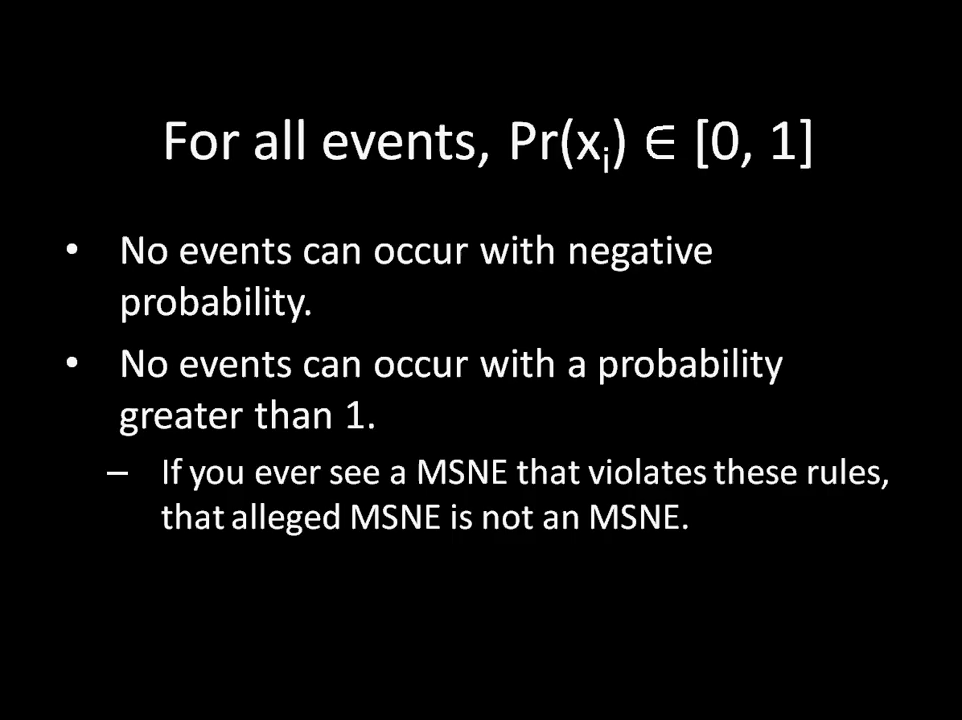 For all events, Pr(xᵢ) ∈ [0, 1]
• No events can occur with negative
probability.
• No events can occur with a probability
greater than 1.
– If you ever see a MSNE that violates these rules,
that alleged MSNE is not an MSNE.